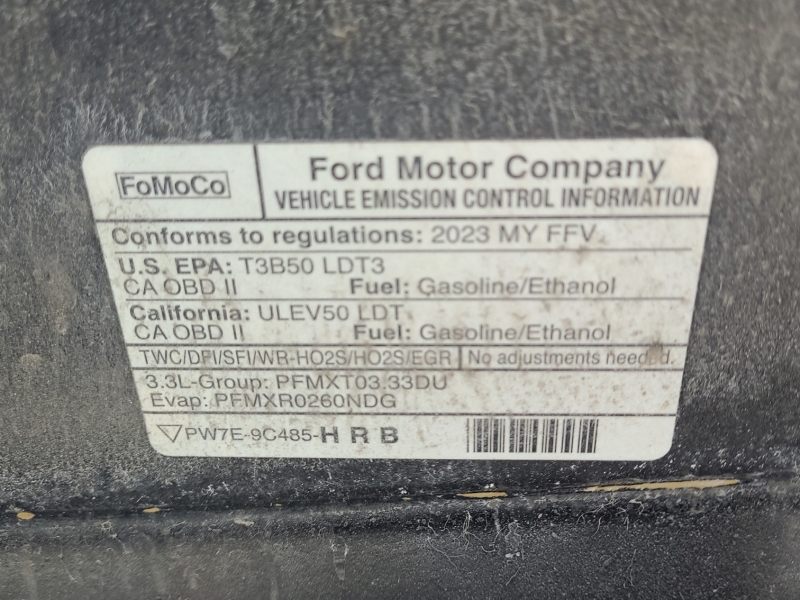 FoMoCo
Ford Motor Company
VEHICLE EMISSION CONTROL INFORMATION
Conforms to regulations: 2023 MY FFV
U.S. EPA: T3B50 LDT3
CA OBD II Fuel: Gasoline/Ethanol
California: ULEV50 LDT
CA OBD II Fuel: Gasoline/Ethanol
TWC/DFI/SFI/WR-HO2S/HO2S/EGR No adjustments needed.
3.3L-Group: PFMXT03.33DU
Evap: PFMXR0260NDG
PW7E-9C485-HRB